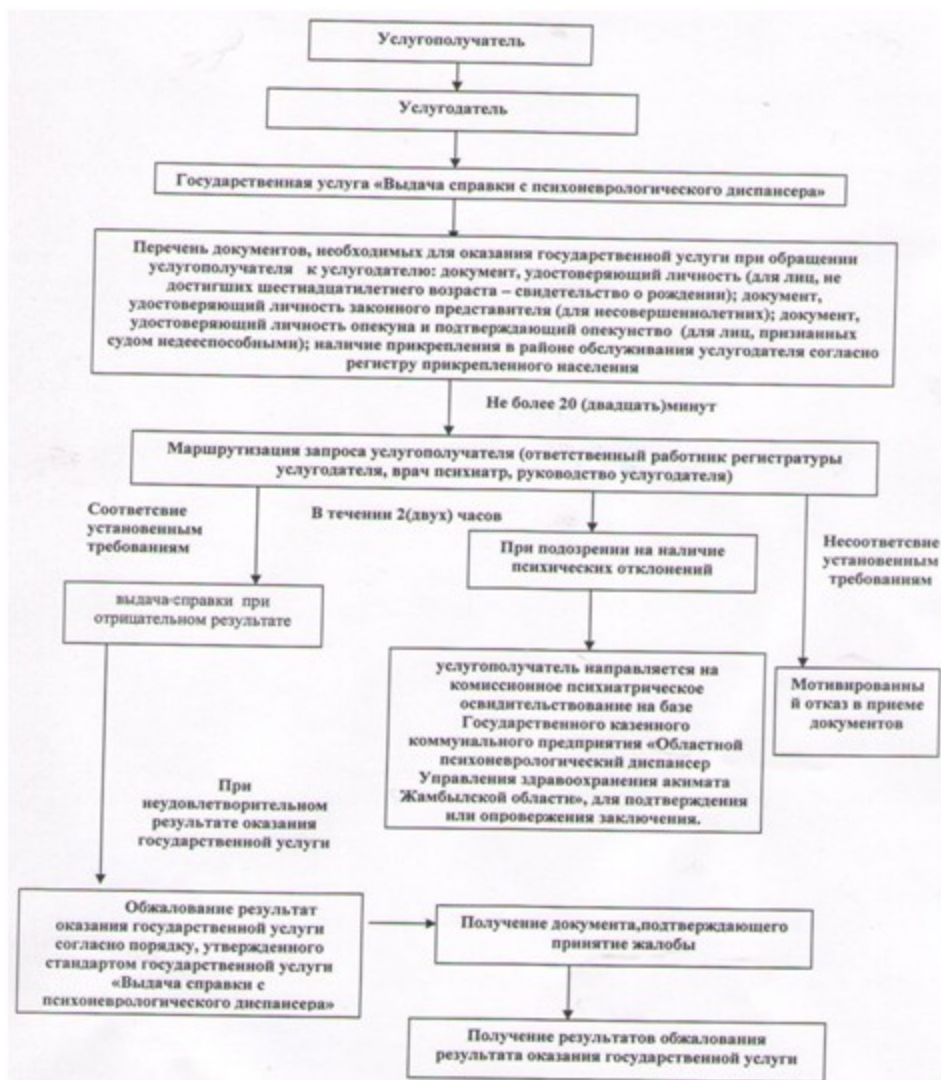 Услугополучатель
Услугодатель
Государственная услуга «Выдача справки с психоневрологического диспансера»
Перечень документов, необходимых для оказания государственной услуги при обращении
услугополучателя к услугодателю: документ, удостоверяющий личность (для лиц, не
достигших шестнадцатилетнего возраста – свидетельство о рождении); документ,
удостоверяющий личность законного представителя (для несовершеннолетних); документ,
удостоверяющий личность опекуна и подтверждающий опекунство (для лиц, признанных
судом недееспособными); наличие прикрепления в районе обслуживания услугодателя согласно
регистру прикрепленного населения
Не более 20 (двадцать)минут
Маршрутизация запроса услугополучателя (ответственный работник регистратуры
услугодателя, врач психиатр, руководство услугодателя)
Соответсвие
установенным
требованиям
В течении 2(двух) часов
При подозрении на наличие
психических отклонений
Несоответсвие
установенным
требованиям
выдача-справки при
отрицательном результате
услугополучатель направляется на
комиссионное психиатрическое
освидительствование на базе
Государственного казенного
коммунального предприятия «Областной
психоневрологический диспансер
Управления здравоохранения акимата
Жамбылской области», для подтверждения
или опровержения заключения.
Мотивированны
й отказ в приеме
документов
При
неудовлетворительном
результате оказания
государственной услуги
Обжалование результат
оказания государственной услуги
согласно порядку, утвержденного
стандартом государственной услуги
«Выдача справки с
психоневрологического диспансера»
Получение документа,подтверждающего
принятие жалобы
Получение результатов обжалования
результата оказания государственной услуги